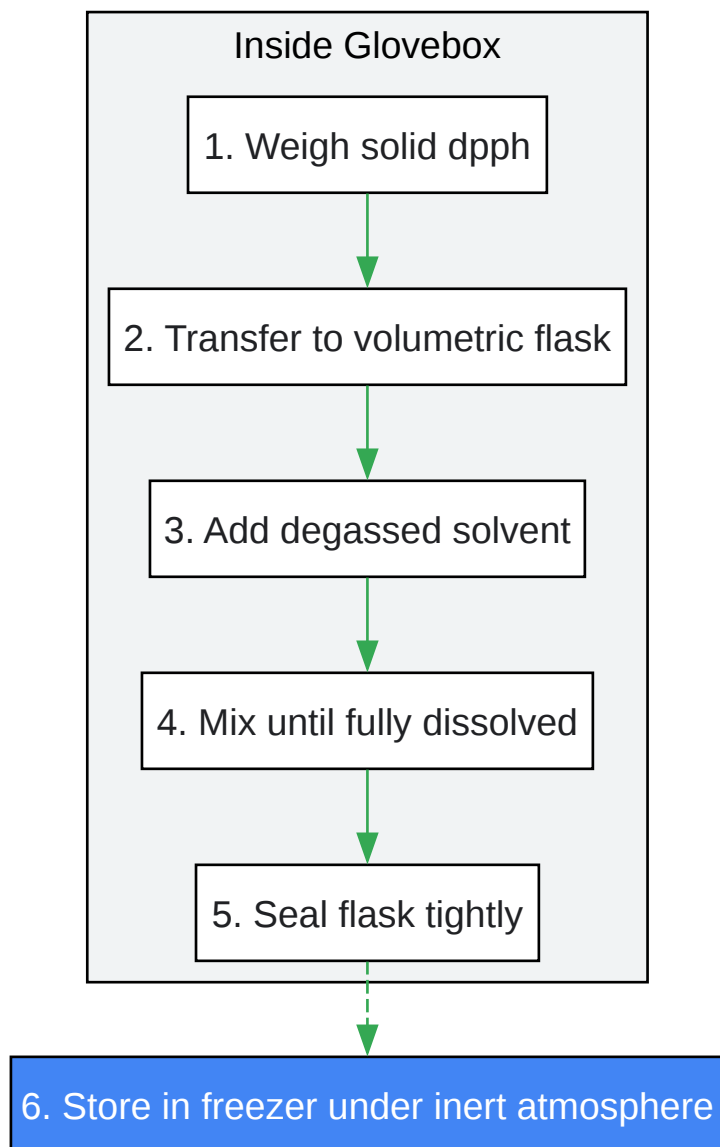 Inside Glovebox
1. Weigh solid dpph
2. Transfer to volumetric flask
3. Add degassed solvent
4. Mix until fully dissolved
5. Seal flask tightly
6. Store in freezer under inert atmosphere